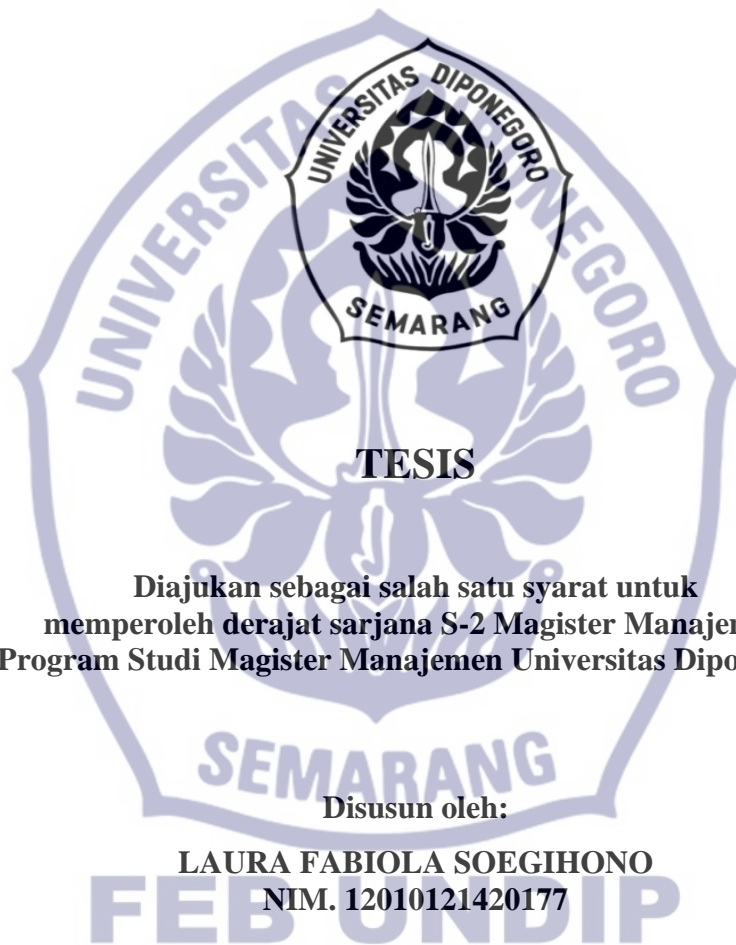 UNIVERSITAS DIPONEGORO
SEMARANG
TESIS
Diajukan sebagai salah satu syarat untuk
memperoleh derajat sarjana S-2 Magister
Program Studi Magister Manajemen Universitas
SEMARANG
Disusun oleh:
LAURA FABIOLA SOEGIHONO
NIM. 12010121420177
FEB UNDIP